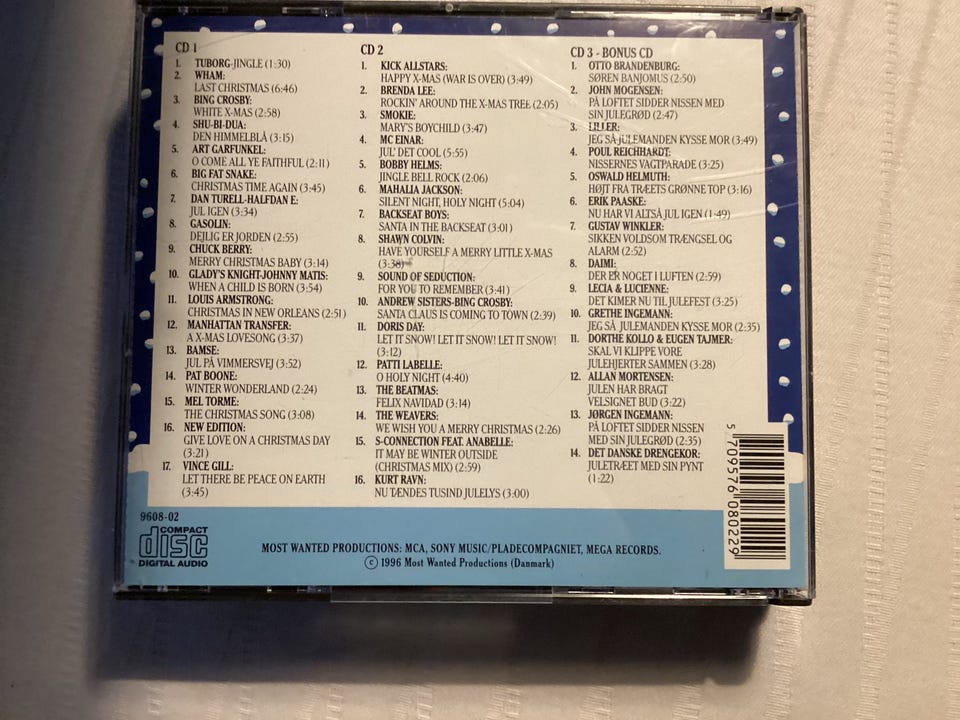 CD 1
1. TUBORG-JINGLE (1:30)
2. WHAM:
LAST CHRISTMAS (6:46)
3. BING CROSBY:
WHITE X-MAS (2:58)
4. SHU-BI-DUA:
DEN HIMMELBLÅ (3:15)
5. ART GARFUNKEL:
O COME ALL YE FAITHFUL (2:11)
6. BIG FAT SNAKE:
CHRISTMAS TIME AGAIN (3:45)
7. DAN TURELL-HALFDAN E:
JUL IGEN (3:34)
8. GASOLIN:
DEJLIG ER JORDEN (2:55)
9. CHUCK BERRY:
MERRY CHRISTMAS BABY (3:14)
10. GLADY'S KNIGHT-JOHNNY MATIS:
WHEN A CHILD IS BORN (3:54)
11. LOUIS ARMSTRONG:
CHRISTMAS IN NEW ORLEANS (2:51)
12. MANHATTAN TRANSFER:
A X-MAS LOVESONG (3:37)
13. BAMSE:
JUL PÅ VIMMERSVEJ (3:52)
14. PAT BOONE:
WINTER WONDERLAND (2:24)
15. MEL TORME:
THE CHRISTMAS SONG (3:08)
16. NEW EDITION:
GIVE LOVE ON A CHRISTMAS DAY
(3:21)
17. VINCE GILL:
LET THERE BE PEACE ON EARTH
(3:45)
CD 2
1. KICK ALLSTARS:
HAPPY X-MAS (WAR IS OVER) (3:49)
2. BRENDA LEE:
ROCKIN' AROUND THE X-MAS TREE (2:05)
3. SMOKIE:
MARY'S BOYCHILD (3:47)
4. MC EINAR:
JUL' DET COOL (5:55)
5. BOBBY HELMS:
JINGLE BELL ROCK (2:06)
6. MAHALIA JACKSON:
SILENT NIGHT, HOLY NIGHT (5:04)
7. BACKSEAT BOYS:
SANTA IN THE BACKSEAT (3:01)
8. SHAWN COLVIN:
HAVE YOURSELF A MERRY LITTLE X-MAS
(3:38)
9. SOUND OF SEDUCTION:
FOR YOU TO REMEMBER (3:41)
10. ANDREW SISTERS-BING CROSBY:
SANTA CLAUS IS COMING TO TOWN (2:39)
11. DORIS DAY:
LET IT SNOW! LET IT SNOW! LET IT SNOW!
(3:12)
12. PATTI LABELLE:
O HOLY NIGHT (4:40)
13. THE BEATMAS:
FELIX NAVIDAD (3:14)
14. THE WEAVERS:
WE WISH YOU A MERRY CHRISTMAS (2:26)
15. S-CONNECTION FEAT. ANABELLE:
IT MAY BE WINTER OUTSIDE
(CHRISTMAS MIX) (2:59)
16. KURT RAVN:
NU TÆNDES TUSIND JULELYS (3:00)
CD 3 - BONUS CD
1. OTTO BRANDENBURG:
SØREN BANJOMUS (2:50)
2. JOHN MOGENSEN:
PÅ LOFTET SIDDER NISSEN MED
SIN JULEGRØD (2:47)
3. LILLER:
JEG SÅ JULEMANDEN KYSSE MOR (3:49)
4. POUL REICHHARDT:
NISSERNES VAGTPARADE (3:25)
5. OSWALD HELMUTH:
HØJT FRA TRÆETS GRØNNE TOP (3:16)
6. ERIK PAASKE:
NU HAR VI ALTSÅ JUL IGEN (1:49)
7. GUSTAV WINKLER:
SIKKEN VOLDSOM TRÆNGSEL OG
ALARM (2:52)
8. DAIMI:
DER ER NOGET I LUFTEN (2:59)
9. LECIA & LUCIENNE:
DET KIMER NU TIL JULEFEST (3:25)
10. GRETHE INGEMANN:
JEG SÅ JULEMANDEN KYSSE MOR (2:35)
11. DORTHE KOLLO & EUGEN TAJMER:
SKAL VI KLIPPE VORE
JULEHJERTER SAMMEN (3:28)
12. ALLAN MORTENSEN:
JULEN HAR BRAGT
VELSIGNET BUD (3:22)
13. JØRGEN INGEMANN:
PÅ LOFTET SIDDER NISSEN
MED SIN JULEGRØD (2:35)
14. DET DANSKE DRENGEKOR:
JULETRÆET MED SIN PYNT
(1:22)
5 709576 080229
9608-02
COMPACT
disc
DIGITAL AUDIO
MOST WANTED PRODUCTIONS: MCA, SONY MUSIC/PLADECOMPAGNIET, MEGA RECORDS.
© 1996 Most Wanted Productions (Danmark)